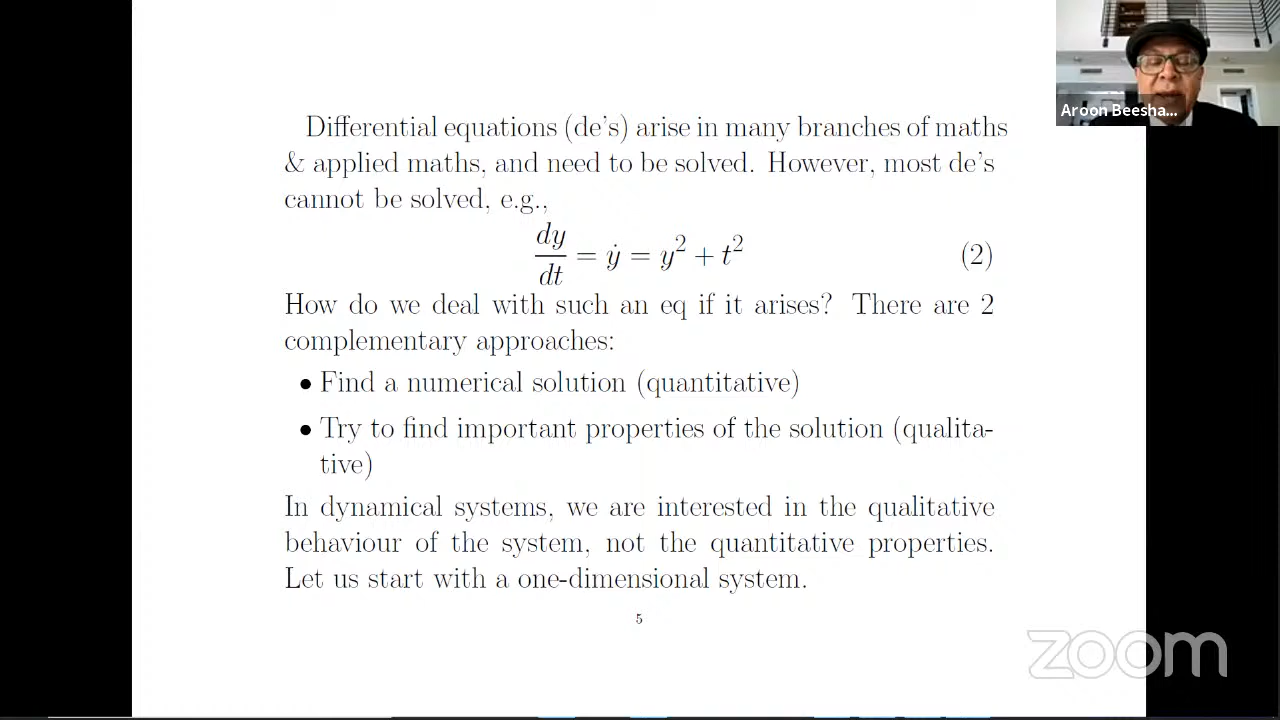 Differential equations (de's) arise in many branches of maths
& applied maths, and need to be solved. However, most de's
cannot be solved, e.g.,
dy/dt = ẏ = y² + t² (2)
How do we deal with such an eq if it arises? There are 2
complementary approaches:
• Find a numerical solution (quantitative)
• Try to find important properties of the solution (qualita-
tive)
In dynamical systems, we are interested in the qualitative
behaviour of the system, not the quantitative properties.
Let us start with a one-dimensional system.
5
Aroon Beesha...
zoom